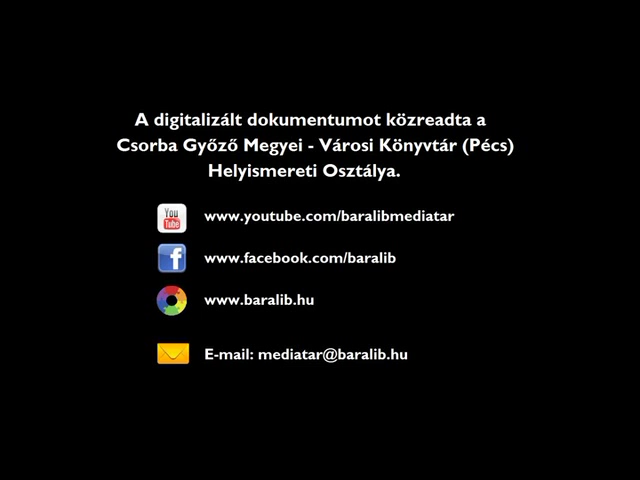 A digitalizált dokumentumot közreadta a
Csorba Győző Megyei - Városi Könyvtár (Pécs)
Helyismereti Osztálya.
You Tube
www.youtube.com/baralibmediatar
f
www.facebook.com/baralib
www.baralib.hu
E-mail: mediatar@baralib.hu